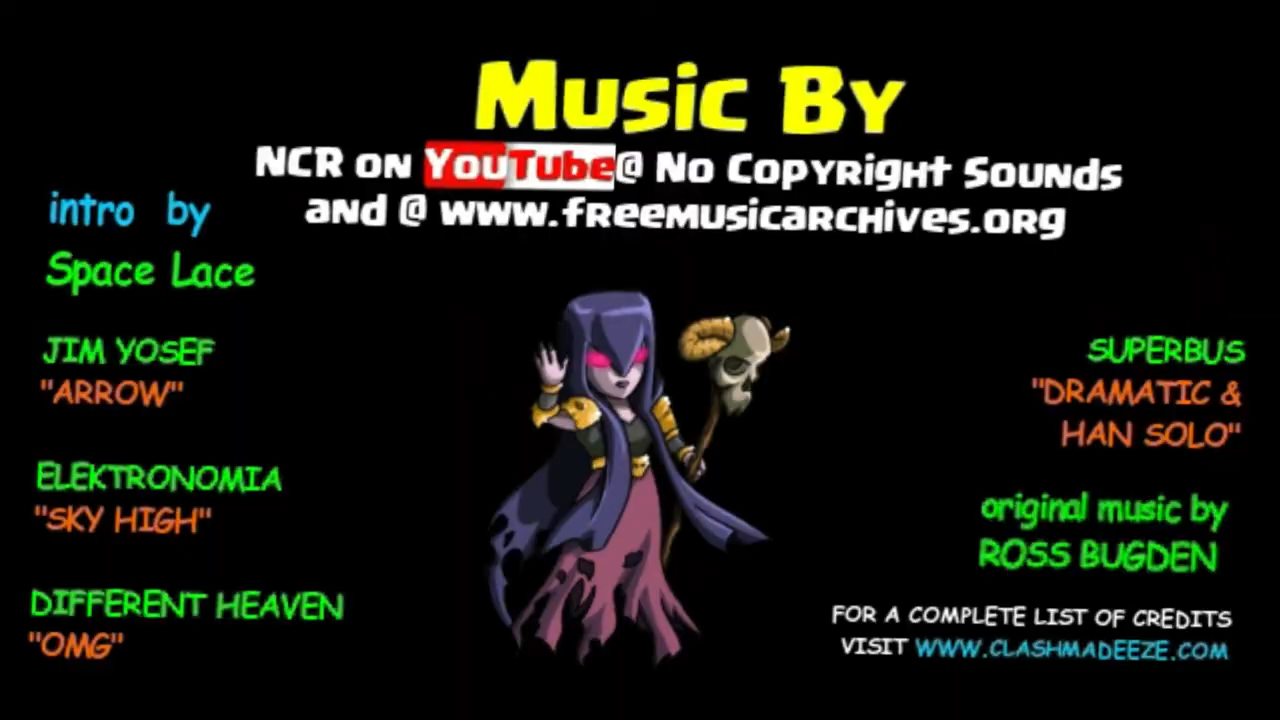 Music By
NCR on YouTube@ No Copyright Sounds
and @ www.freemusicarchives.org
intro by
Space Lace
JIM YOSEF
"ARROW"
ELEKTRONOMIA
"SKY HIGH"
DIFFERENT HEAVEN
"OMG"
SUPERBUS
"DRAMATIC &
HAN SOLO"
original music by
ROSS BUGDEN
FOR A COMPLETE LIST OF CREDITS
VISIT WWW.CLASHMADEEZE.COM